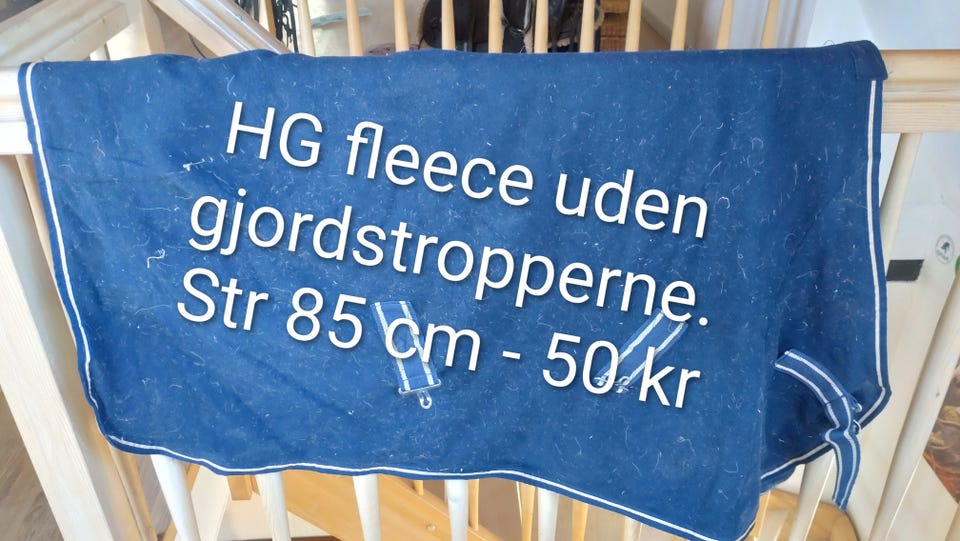 HG fleece uden
gjordstropperne.
Str 85 cm - 50 kr